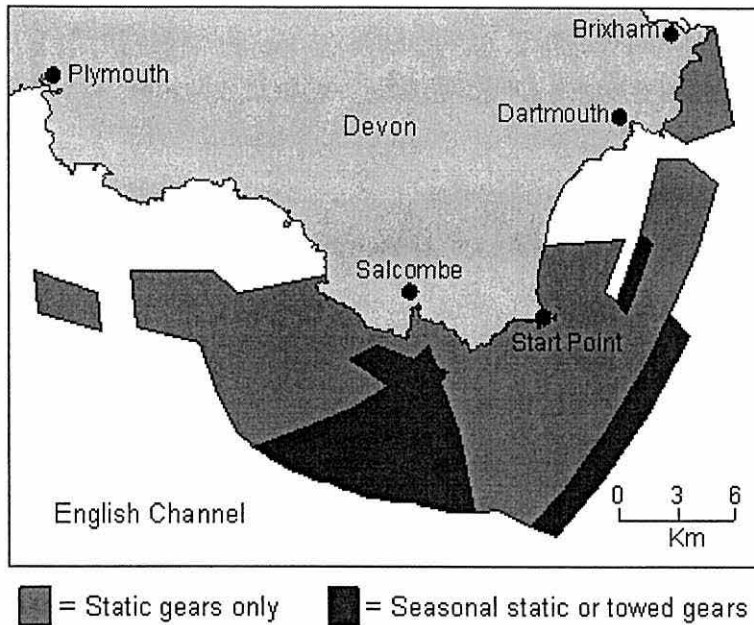 Brixham
Plymouth
Dartmouth
Devon
Salcombe
Start Point
0 3 6
English Channel
Km
= Static gears only
= Seasonal static or towed gears